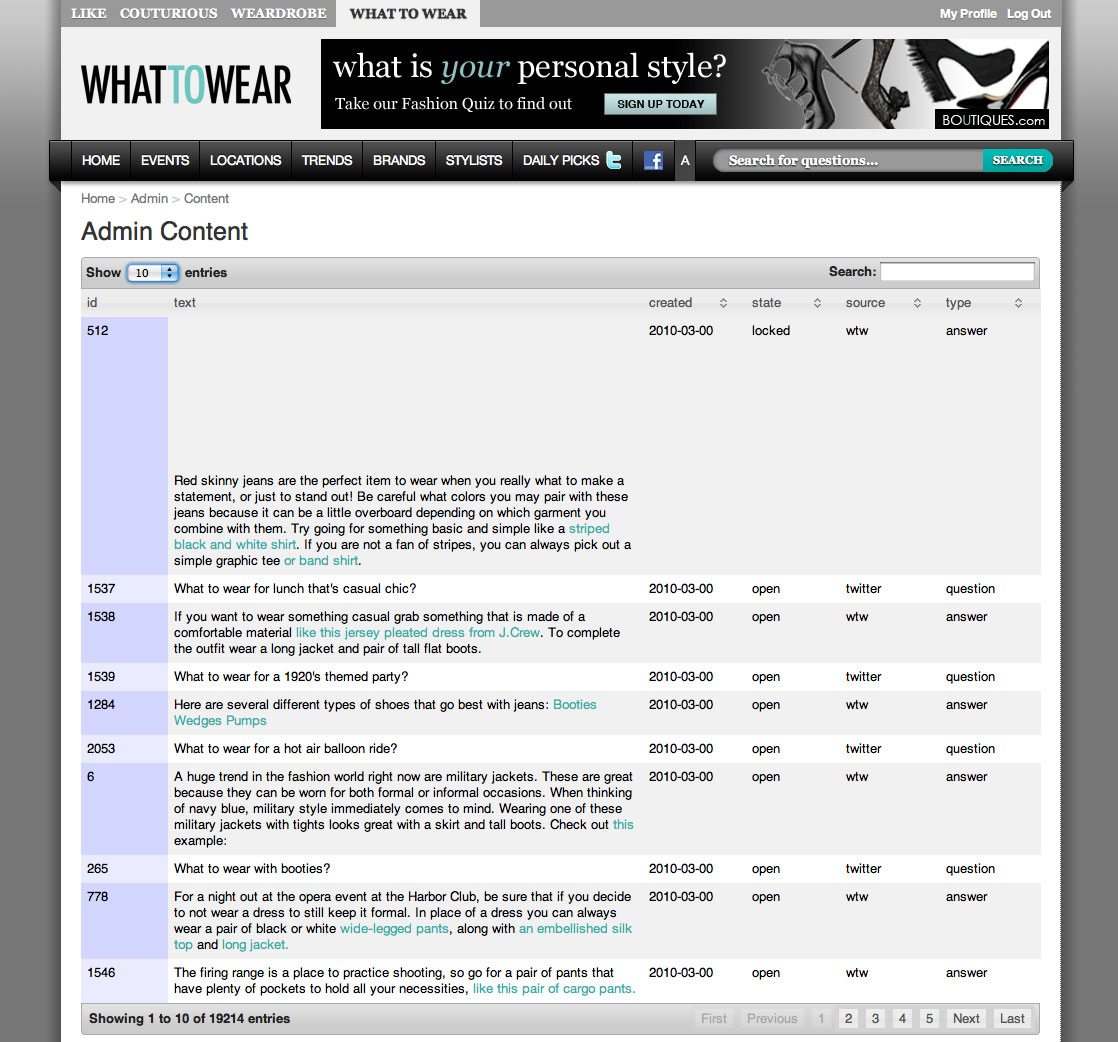 LIKE COUTURIOUS WEARDROBE WHAT TO WEAR My Profile Log Out
WHATTOWEAR
what is your personal style?
Take our Fashion Quiz to find out SIGN UP TODAY
BOUTIQUES.com
HOME EVENTS LOCATIONS TRENDS BRANDS STYLISTS DAILY PICKS t f A Search for questions... SEARCH
Home > Admin > Content
Admin Content
Show 10 entries Search:
id text created state source type
512 2010-03-00 locked wtw answer
Red skinny jeans are the perfect item to wear when you really what to make a
statement, or just to stand out! Be careful what colors you may pair with these
jeans because it can be a little overboard depending on which garment you
combine with them. Try going for something basic and simple like a striped
black and white shirt. If you are not a fan of stripes, you can always pick out a
simple graphic tee or band shirt.
1537 What to wear for lunch that's casual chic? 2010-03-00 open twitter question
1538 If you want to wear something casual grab something that is made of a 2010-03-00 open wtw answer
comfortable material like this jersey pleated dress from J.Crew. To complete
the outfit wear a long jacket and pair of tall flat boots.
1539 What to wear for a 1920's themed party? 2010-03-00 open twitter question
1284 Here are several different types of shoes that go best with jeans: Booties 2010-03-00 open wtw answer
Wedges Pumps
2053 What to wear for a hot air balloon ride? 2010-03-00 open twitter question
6 A huge trend in the fashion world right now are military jackets. These are great 2010-03-00 open wtw answer
because they can be worn for both formal or informal occasions. When thinking
of navy blue, military style immediately comes to mind. Wearing one of these
military jackets with tights looks great with a skirt and tall boots. Check out this
example:
265 What to wear with booties? 2010-03-00 open twitter question
778 For a night out at the opera event at the Harbor Club, be sure that if you decide 2010-03-00 open wtw answer
to not wear a dress to still keep it formal. In place of a dress you can always
wear a pair of black or white wide-legged pants, along with an embellished silk
top and long jacket.
1546 The firing range is a place to practice shooting, so go for a pair of pants that 2010-03-00 open wtw answer
have plenty of pockets to hold all your necessities, like this pair of cargo pants.
Showing 1 to 10 of 19214 entries First Previous 1 2 3 4 5 Next Last